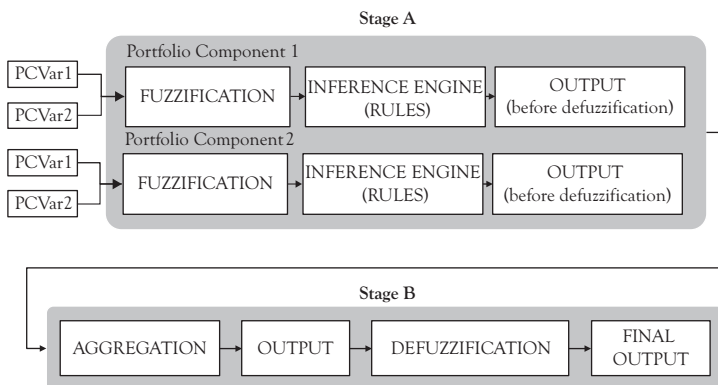 Stage A
Portfolio Component 1
PCVar1
PCVar2
FUZZIFICATION
INFERENCE ENGINE
(RULES)
OUTPUT
(before defuzzification)
Portfolio Component 2
PCVar1
PCVar2
FUZZIFICATION
INFERENCE ENGINE
(RULES)
OUTPUT
(before defuzzification)
Stage B
AGGREGATION
OUTPUT
DEFUZZIFICATION
FINAL
OUTPUT